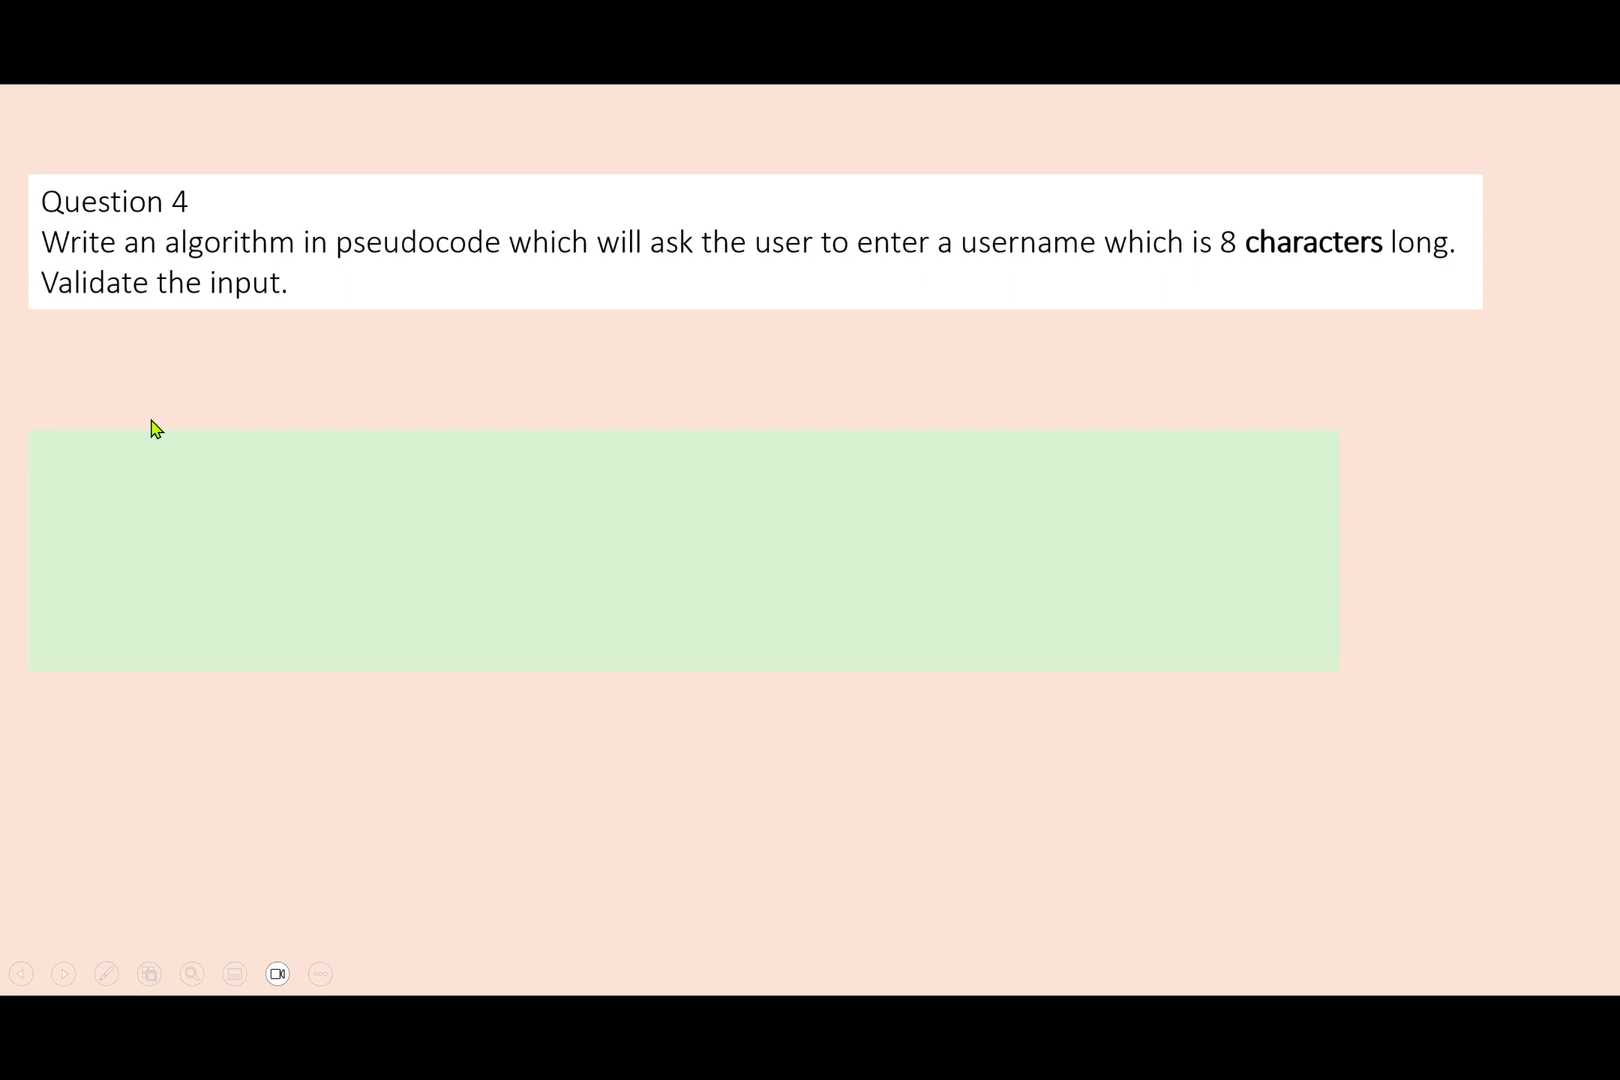 Question 4
Write an algorithm in pseudocode which will ask the user to enter a username which is 8 characters long.
Validate the input.